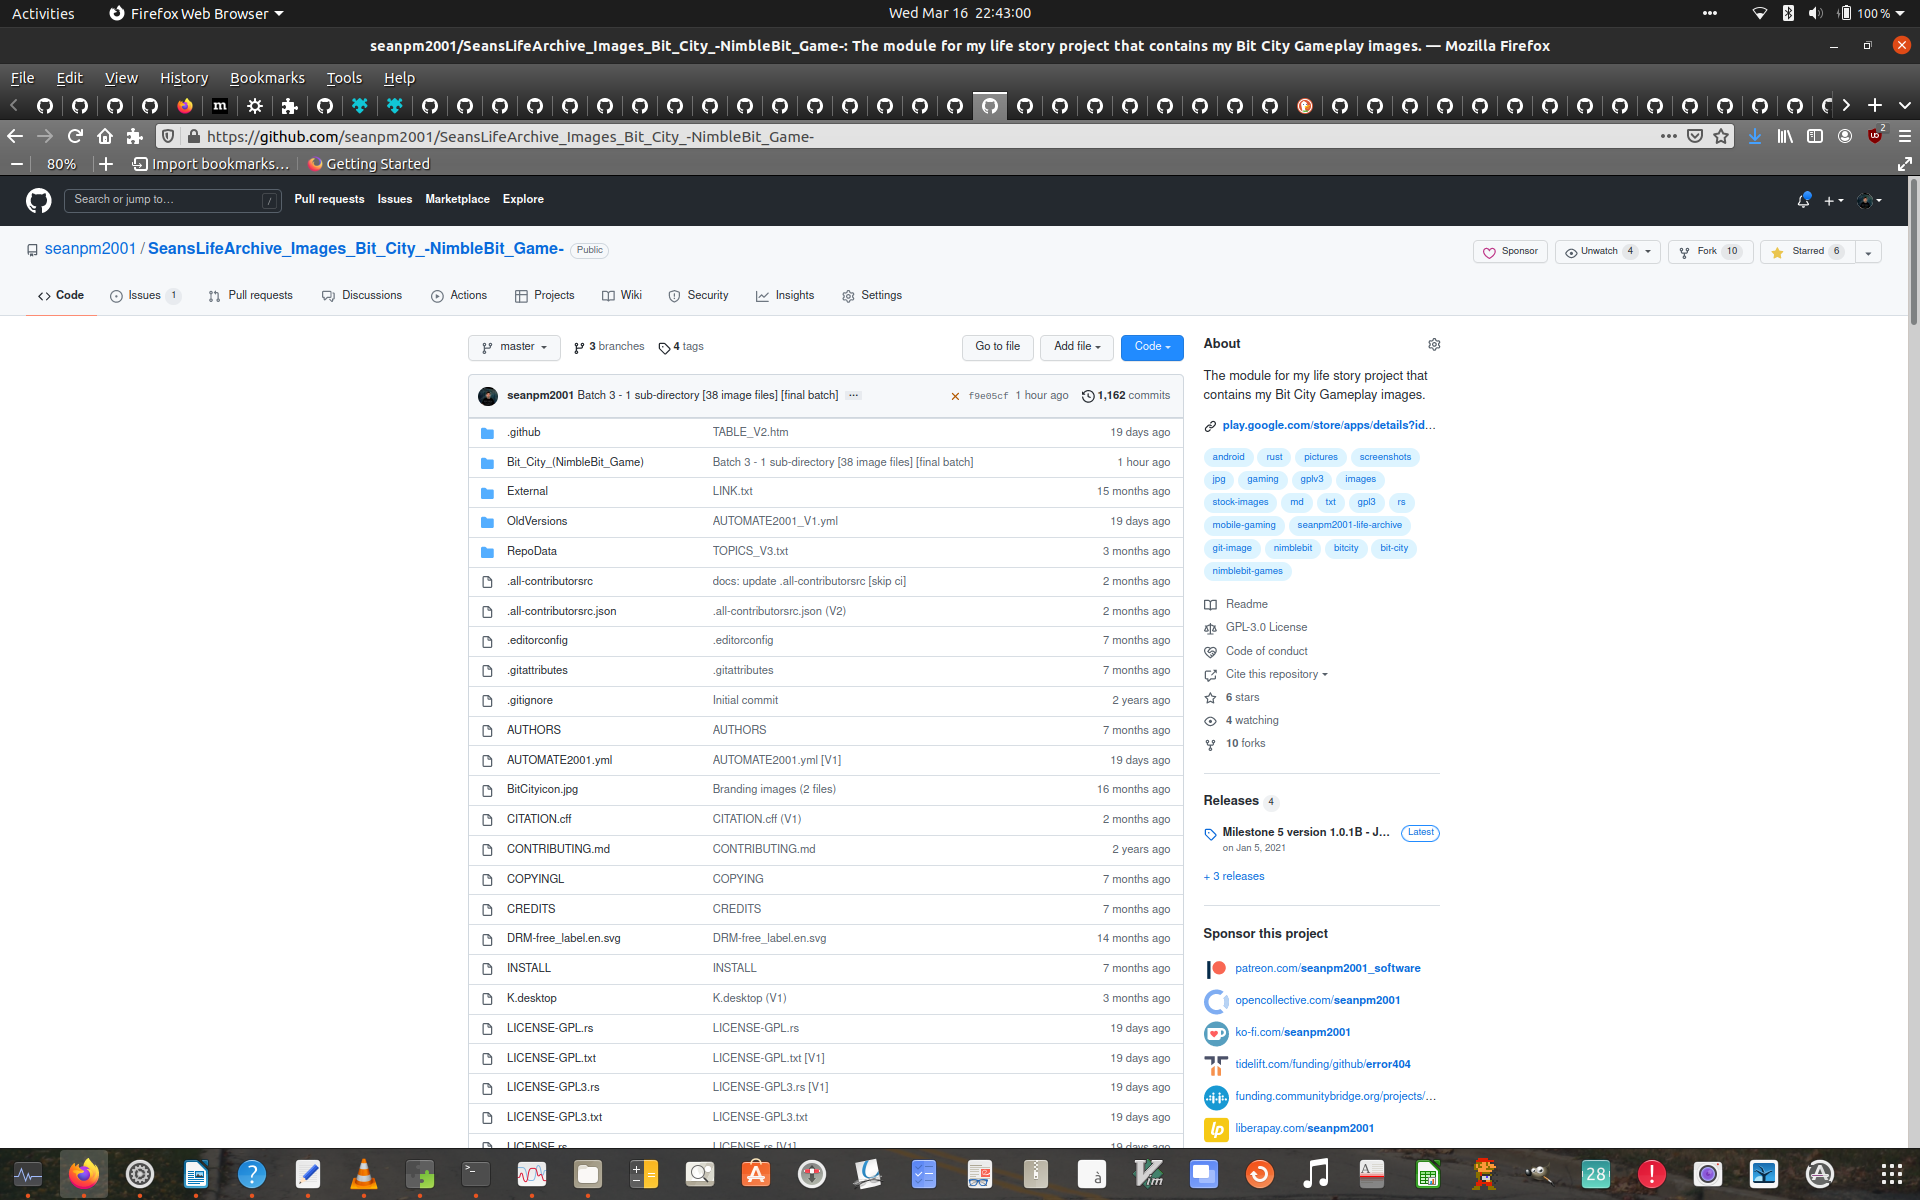 Activities Firefox Web Browser Wed Mar 16 22:43:00 100 %
seanpm2001/SeansLifeArchive_Images_Bit_City_-NimbleBit_Game-: The module for my life story project that contains my Bit City Gameplay images. — Mozilla Firefox
File Edit View History Bookmarks Tools Help
https://github.com/seanpm2001/SeansLifeArchive_Images_Bit_City_-NimbleBit_Game- 2
80% Import bookmarks... Getting Started
Search or jump to... / Pull requests Issues Marketplace Explore
seanpm2001 / SeansLifeArchive_Images_Bit_City_-NimbleBit_Game- Public Sponsor Unwatch 4 Fork 10 Starred 6
Code Issues 1 Pull requests Discussions Actions Projects Wiki Security Insights Settings
master 3 branches 4 tags Go to file Add file Code
seanpm2001 Batch 3 - 1 sub-directory [38 image files] [final batch] ... f9e05cf 1 hour ago 1,162 commits
.github TABLE_V2.htm 19 days ago
Bit_City_(NimbleBit_Game) Batch 3 - 1 sub-directory [38 image files] [final batch] 1 hour ago
External LINK.txt 15 months ago
OldVersions AUTOMATE2001_V1.yml 19 days ago
RepoData TOPICS_V3.txt 3 months ago
.all-contributorsrc docs: update .all-contributorsrc [skip ci] 2 months ago
.all-contributorsrc.json .all-contributorsrc.json (V2) 2 months ago
.editorconfig .editorconfig 7 months ago
.gitattributes .gitattributes 7 months ago
.gitignore Initial commit 2 years ago
AUTHORS AUTHORS 7 months ago
AUTOMATE2001.yml AUTOMATE2001.yml [V1] 19 days ago
BitCityicon.jpg Branding images (2 files) 16 months ago
CITATION.cff CITATION.cff (V1) 2 months ago
CONTRIBUTING.md CONTRIBUTING.md 2 years ago
COPYINGL COPYING 7 months ago
CREDITS CREDITS 7 months ago
DRM-free_label.en.svg DRM-free_label.en.svg 14 months ago
INSTALL INSTALL 7 months ago
K.desktop K.desktop (V1) 3 months ago
LICENSE-GPL.rs LICENSE-GPL.rs 19 days ago
LICENSE-GPL.txt LICENSE-GPL.txt [V1] 19 days ago
LICENSE-GPL3.rs LICENSE-GPL3.rs [V1] 19 days ago
LICENSE-GPL3.txt LICENSE-GPL3.txt 19 days ago
LICENSE.rs LICENSE.rs [V1] 19 days ago
About
The module for my life story project that
contains my Bit City Gameplay images.
play.google.com/store/apps/details?id...
android rust pictures screenshots
jpg gaming gplv3 images
stock-images md txt gpl3 rs
mobile-gaming seanpm2001-life-archive
git-image nimblebit bitcity bit-city
nimblebit-games
Readme
GPL-3.0 License
Code of conduct
Cite this repository
6 stars
4 watching
10 forks
Releases 4
Milestone 5 version 1.0.1B - J... Latest
on Jan 5, 2021
+ 3 releases
Sponsor this project
patreon.com/seanpm2001_software
opencollective.com/seanpm2001
ko-fi.com/seanpm2001
tidelift.com/funding/github/error404
funding.communitybridge.org/projects/...
liberapay.com/seanpm2001
28